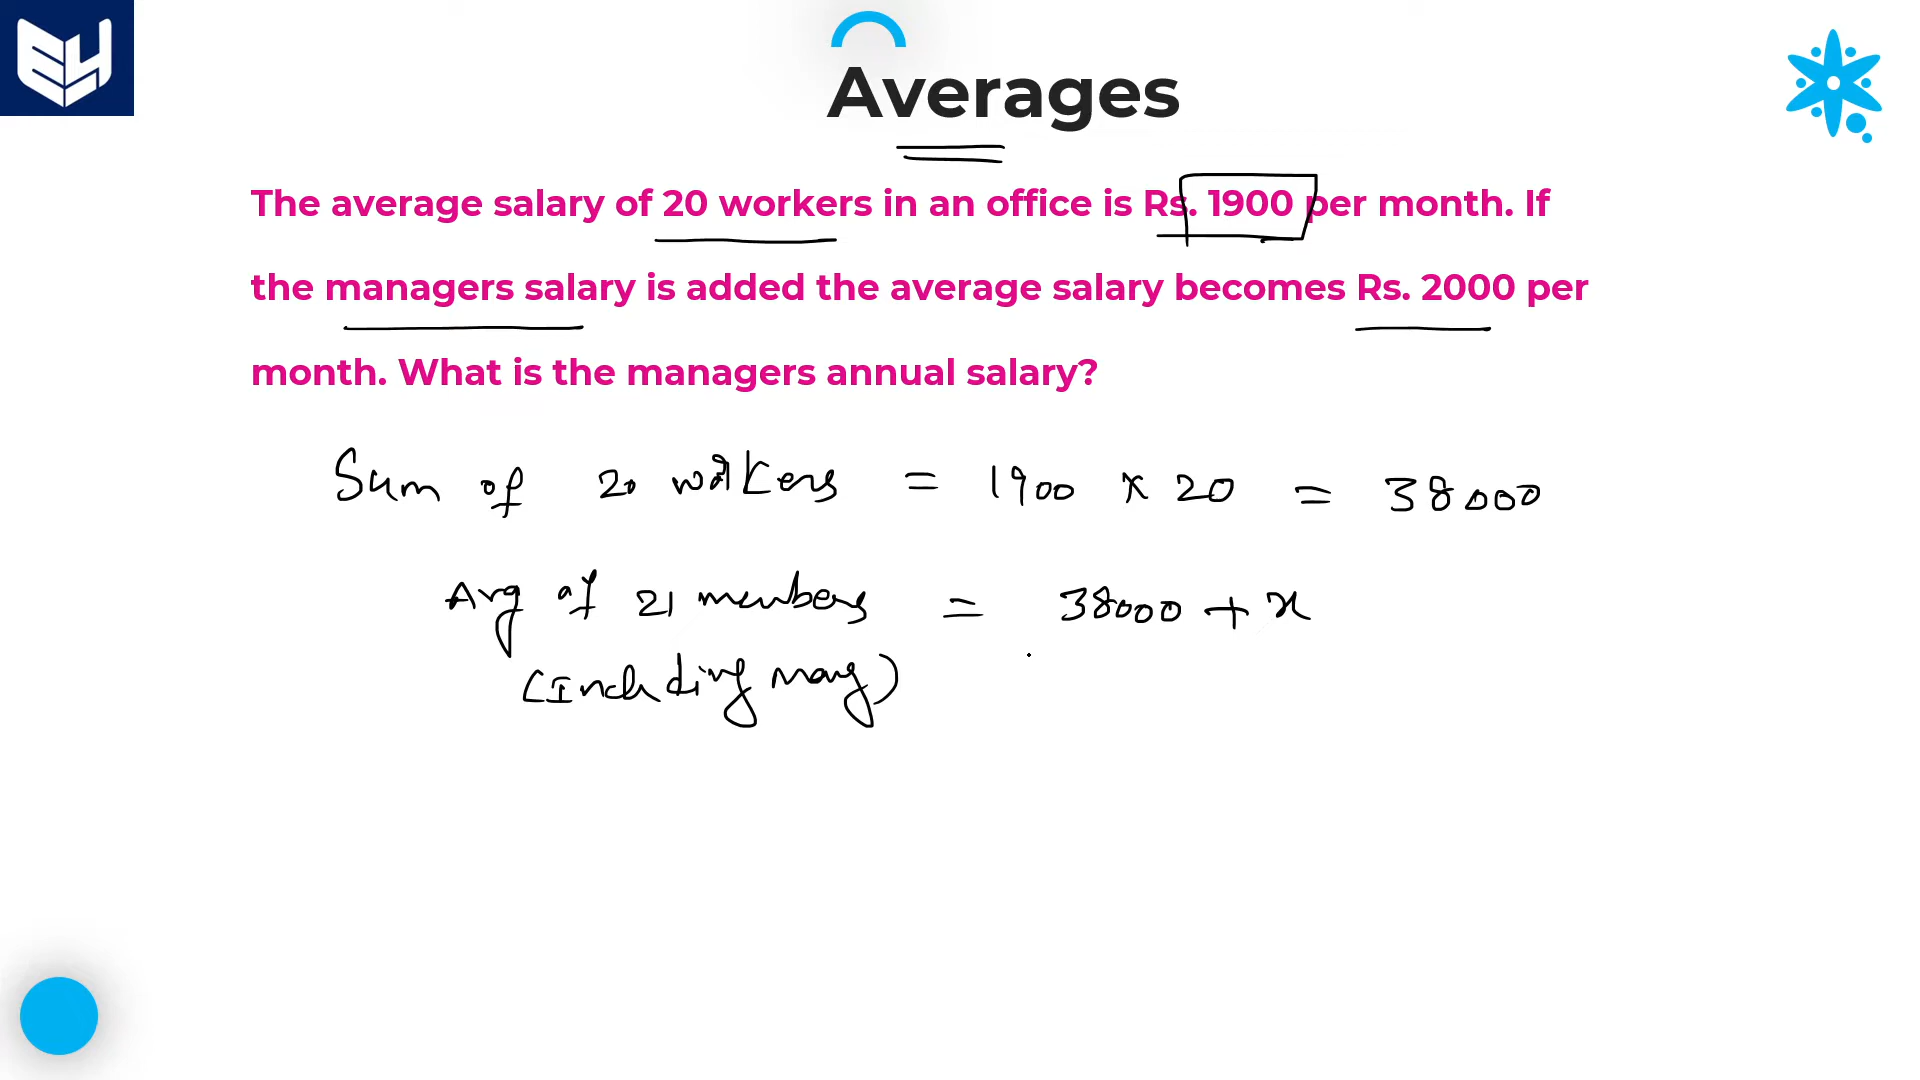 EY
Averages
The average salary of 20 workers in an office is Rs. 1900 per month. If
the managers salary is added the average salary becomes Rs. 2000 per
month. What is the managers annual salary?
Sum of 20 workers = 1900 x 20 = 38000
Avg of 21 members = 38000 + x
(Including mang)